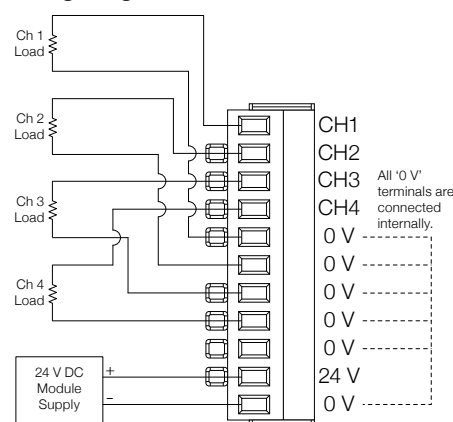 Ch 1
Load
Ch 2
Load
Ch 3
Load
Ch 4
Load
24 V DC
Module
Supply
+
–
CH1
CH2
CH3
CH4
0 V
0 V
0 V
0 V
0 V
24 V
0 V
All '0 V'
terminals are
connected
internally.